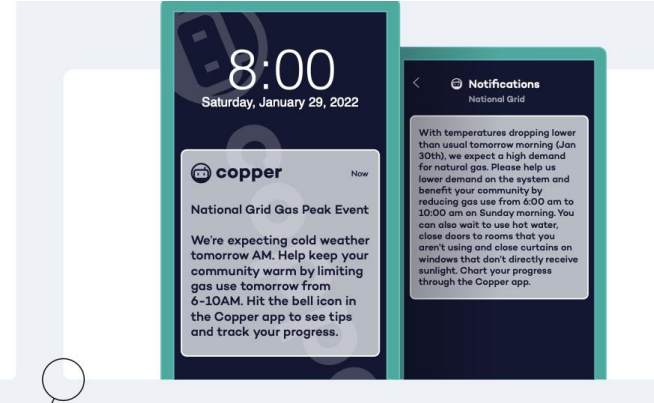 8:00
Saturday, January 29, 2022
copper
Now
National Grid Gas Peak Event
We're expecting cold weather
tomorrow AM. Help keep your
community warm by limiting
gas use tomorrow from
6-10AM. Hit the bell icon in
the Copper app to see tips
and track your progress.
Notifications
National Grid
With temperatures dropping lower
than usual tomorrow morning (Jan
30th), we expect a high demand
for natural gas. Please help us
lower demand on the system and
benefit your community by
reducing gas use from 6:00 am to
10:00 am on Sunday morning. You
can also wait to use hot water,
close doors to rooms that you
aren't using and close curtains on
windows that don't directly receive
sunlight. Chart your progress
through the Copper app.